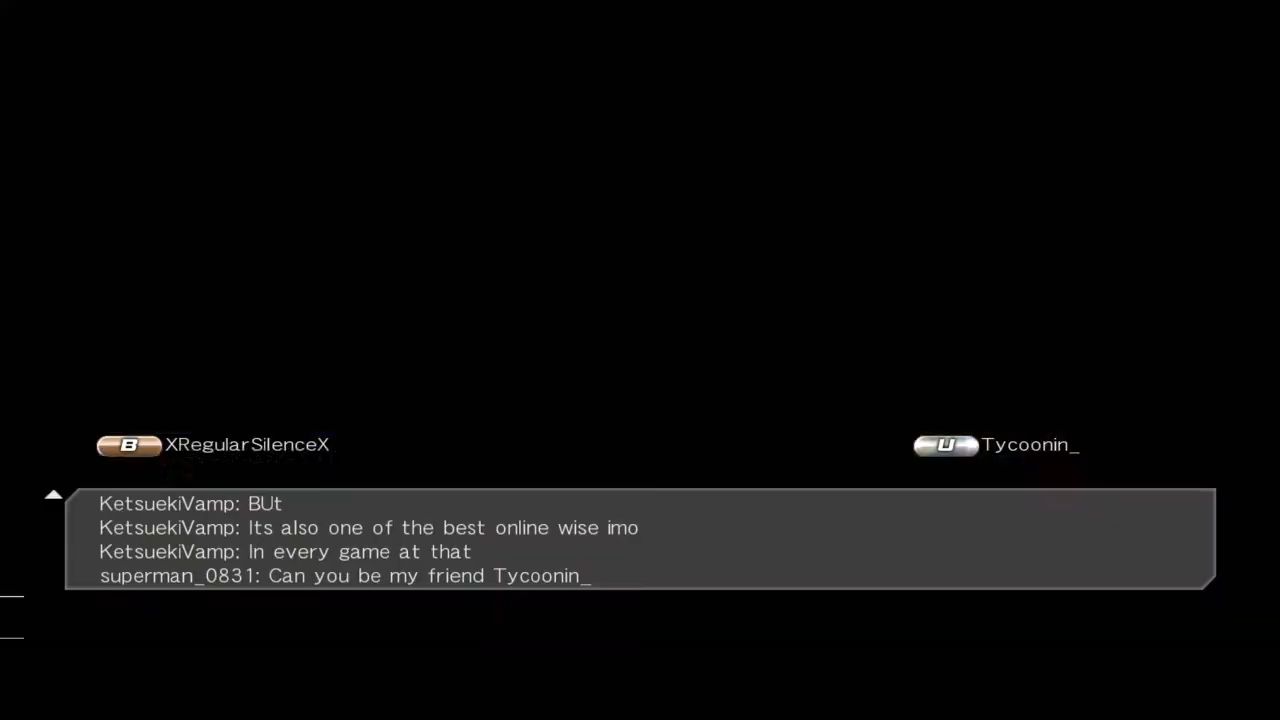 B XRegularSilenceX
U Tycoonin_
KetsuekiVamp: BUt
KetsuekiVamp: Its also one of the best online wise imo
KetsuekiVamp: In every game at that
superman_0831: Can you be my friend Tycoonin_